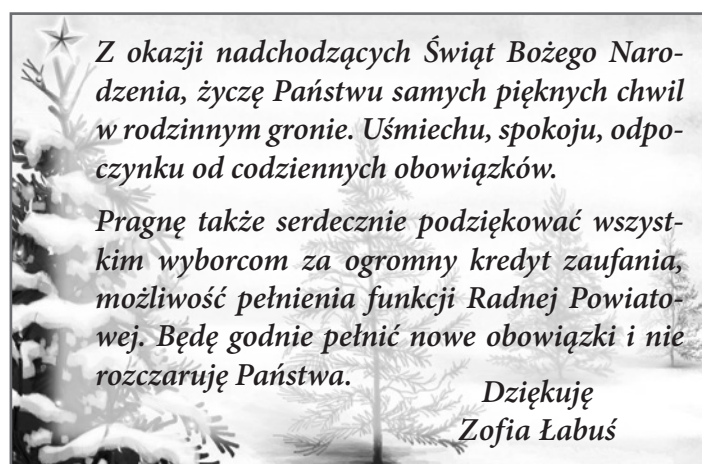 Z okazji nadchodzących Świąt Bożego Naro-
dzenia, życzę Państwu samych pięknych chwil
w rodzinnym gronie. Uśmiechu, spokoju, odpo-
czynku od codziennych obowiązków.
Pragnę także serdecznie podziękować wszyst-
kim wyborcom za ogromny kredyt zaufania,
możliwość pełnienia funkcji Radnej Powiato-
wej. Będę godnie pełnić nowe obowiązki i nie
rozczaruję Państwa.
Dziękuję
Zofia Łabuś